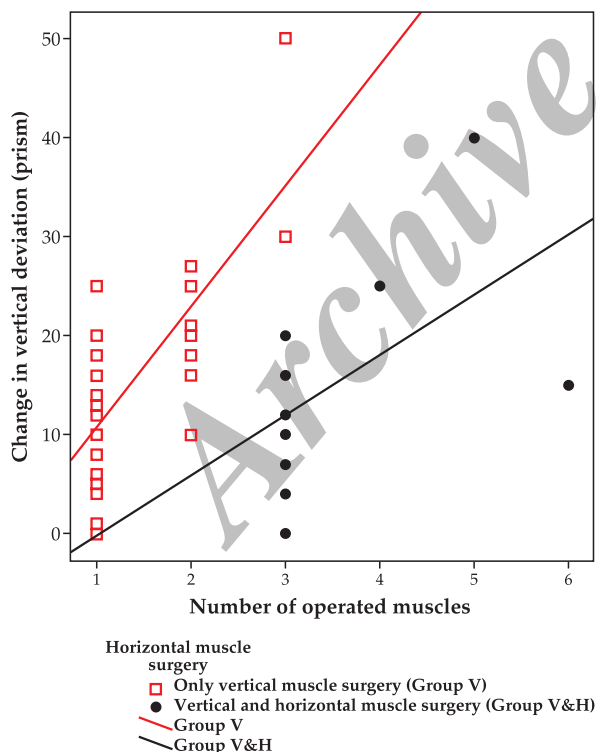 Change in vertical deviation (prism)
50
40
30
20
10
0
1 2 3 4 5 6
Number of operated muscles
Archive
Horizontal muscle
surgery
Only vertical muscle surgery (Group V)
Vertical and horizontal muscle surgery (Group V&H)
Group V
Group V&H